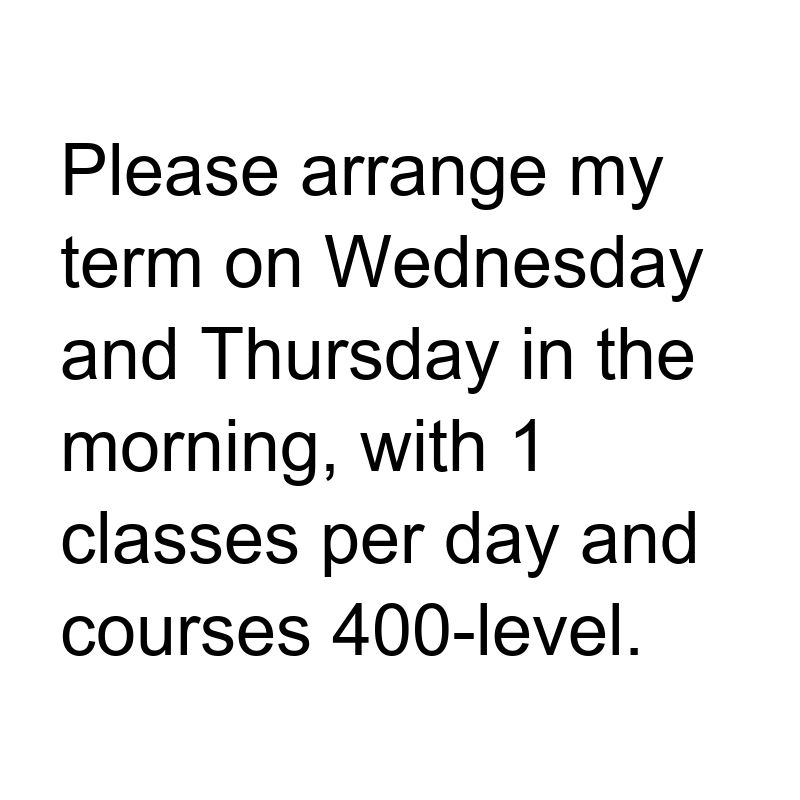 Please arrange my
term on Wednesday
and Thursday in the
morning, with 1
classes per day and
courses 400-level.